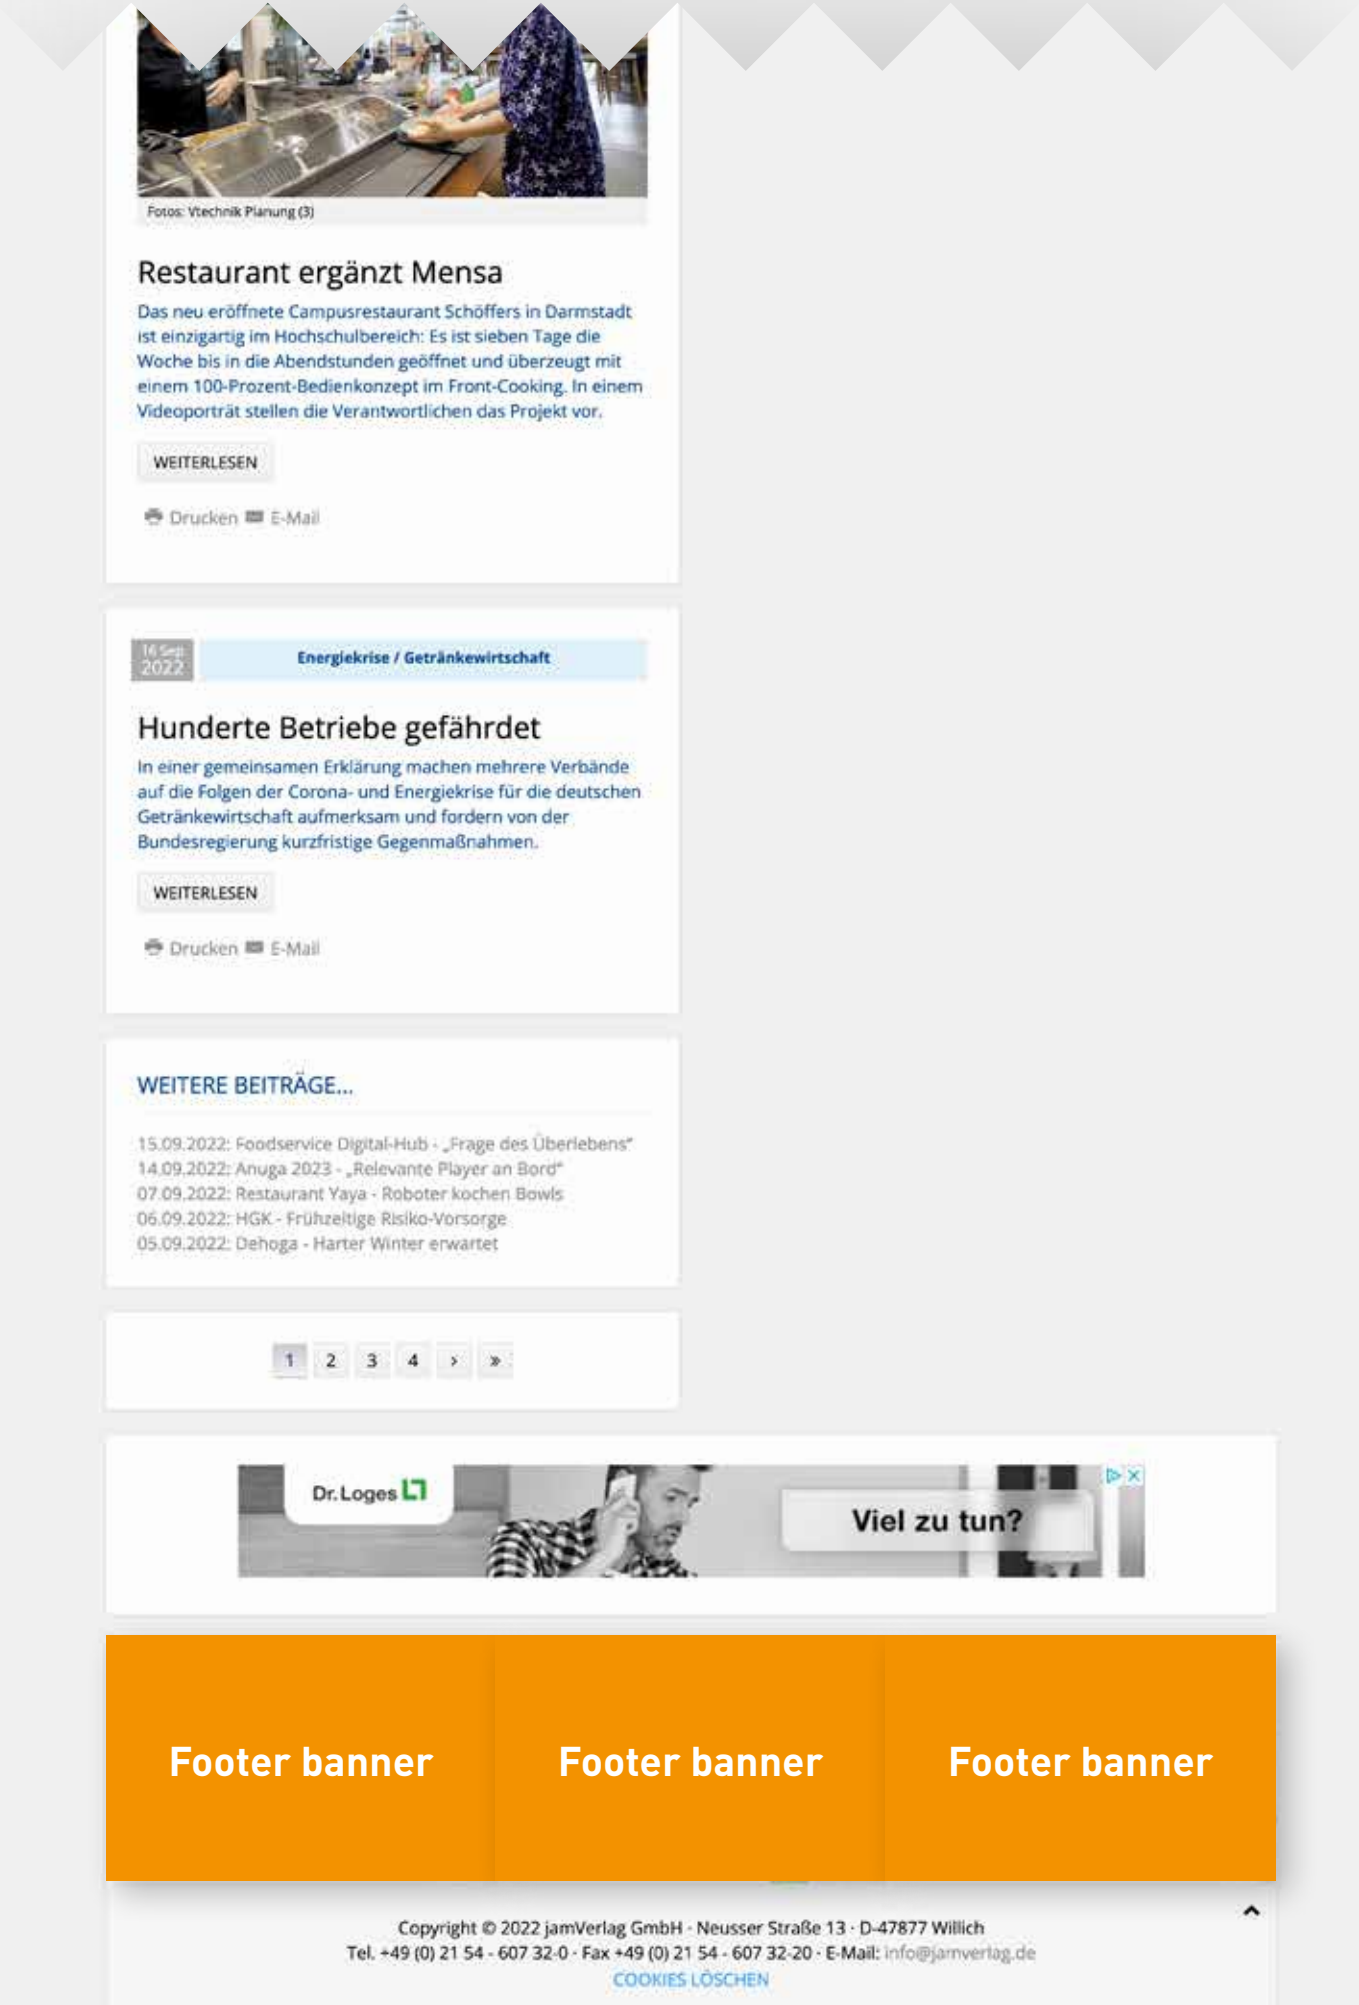 Fotos: Vtechnik Planung (3)
Restaurant ergänzt Mensa
Das neu eröffnete Campusrestaurant Schöffers in Darmstadt
ist einzigartig im Hochschulbereich: Es ist sieben Tage die
Woche bis in die Abendstunden geöffnet und überzeugt mit
einem 100-Prozent-Bedienkonzept im Front-Cooking. In einem
Videoporträt stellen die Verantwortlichen das Projekt vor.
WEITERLESEN
Drucken E-Mail
16 Sep
2022
Energiekrise / Getränkewirtschaft
Hunderte Betriebe gefährdet
In einer gemeinsamen Erklärung machen mehrere Verbände
auf die Folgen der Corona- und Energiekrise für die deutschen
Getränkewirtschaft aufmerksam und fordern von der
Bundesregierung kurzfristige Gegenmaßnahmen.
WEITERLESEN
Drucken E-Mail
WEITERE BEITRÄGE...
15.09.2022: Foodservice Digital-Hub - „Frage des Überlebens“
14.09.2022: Anuga 2023 - „Relevante Player an Bord“
07.09.2022: Restaurant Yaya - Roboter kochen Bowls
06.09.2022: HGK - Frühzeitige Risiko-Vorsorge
05.09.2022: Dehoga - Harter Winter erwartet
1 2 3 4 › »
Dr. Loges
Viel zu tun?
Footer banner Footer banner Footer banner
Copyright © 2022 jamVerlag GmbH · Neusser Straße 13 · D-47877 Willich
Tel. +49 (0) 21 54 - 607 32-0 · Fax +49 (0) 21 54 - 607 32-20 · E-Mail: info@jamverlag.de
COOKIES LÖSCHEN